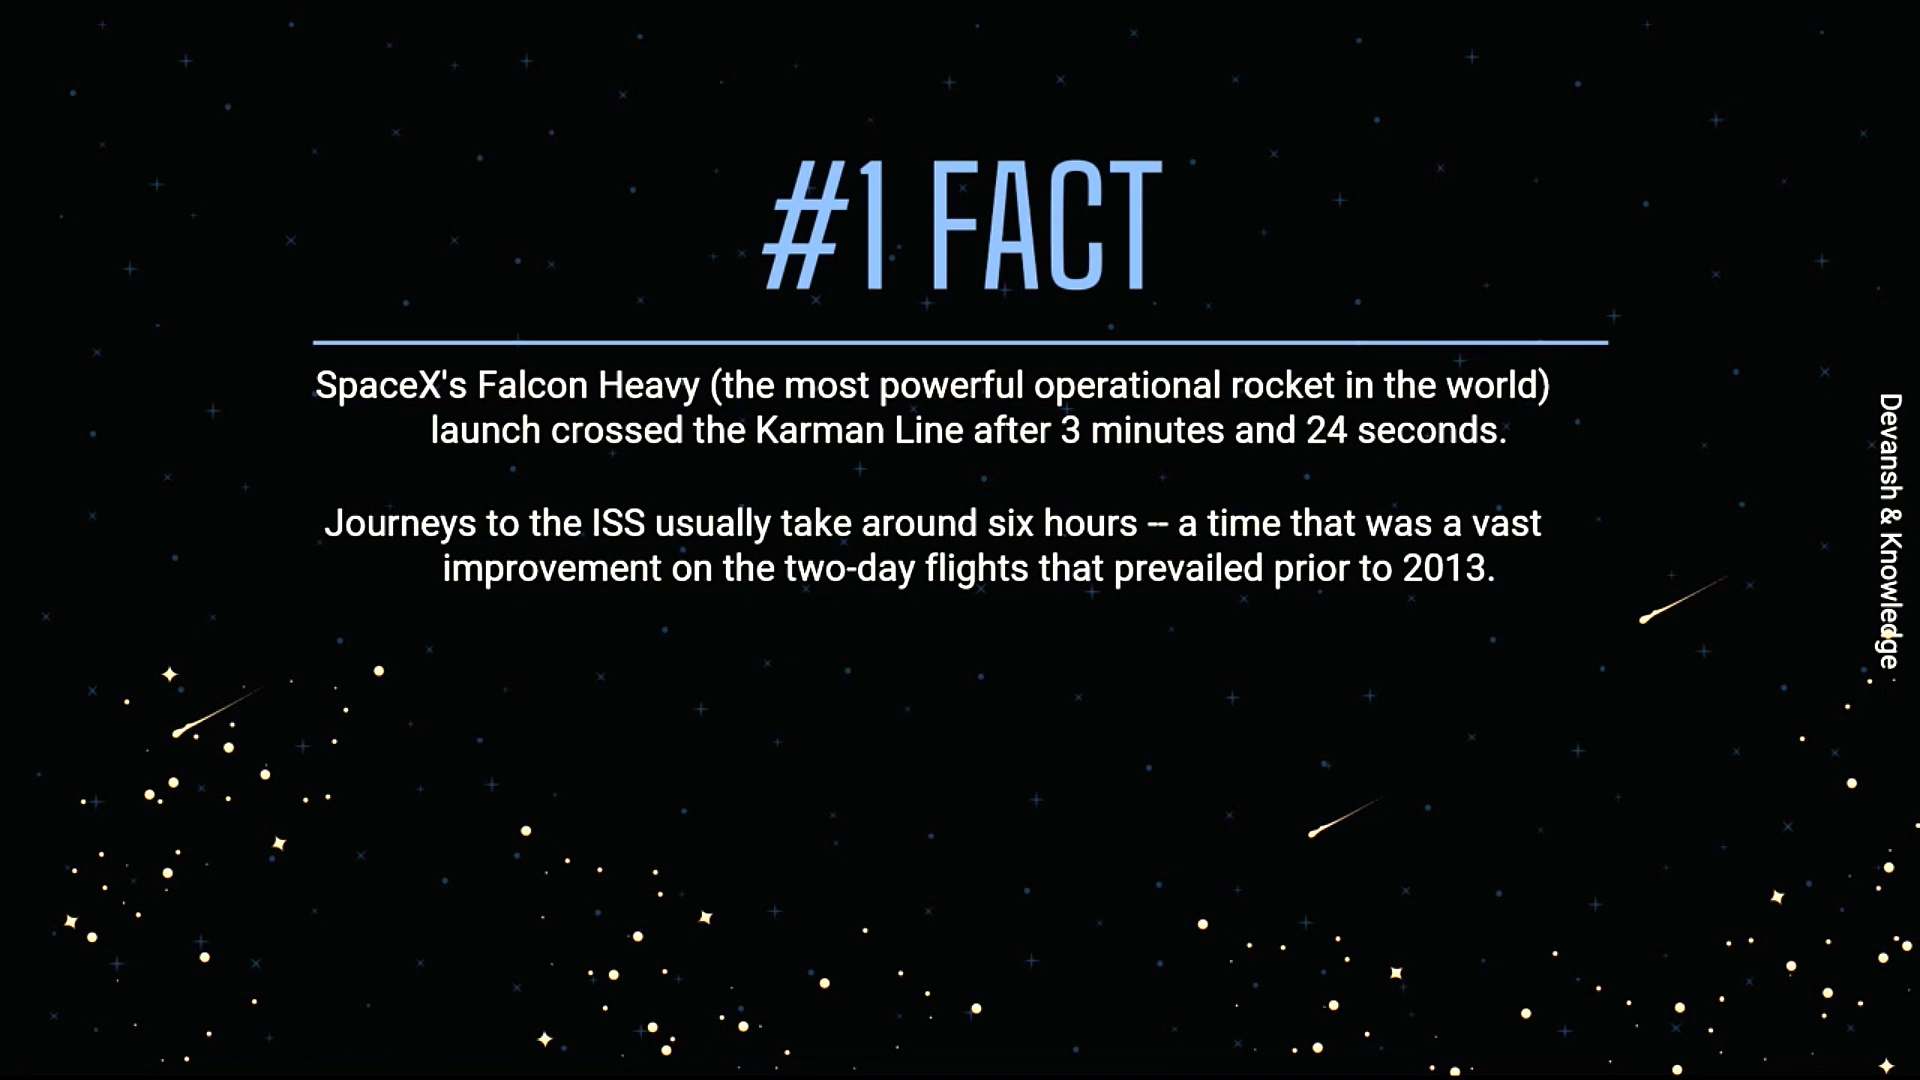 #1 FACT
SpaceX's Falcon Heavy (the most powerful operational rocket in the world)
launch crossed the Karman Line after 3 minutes and 24 seconds.
Journeys to the ISS usually take around six hours -- a time that was a vast
improvement on the two-day flights that prevailed prior to 2013.
Devansh & Knowledge